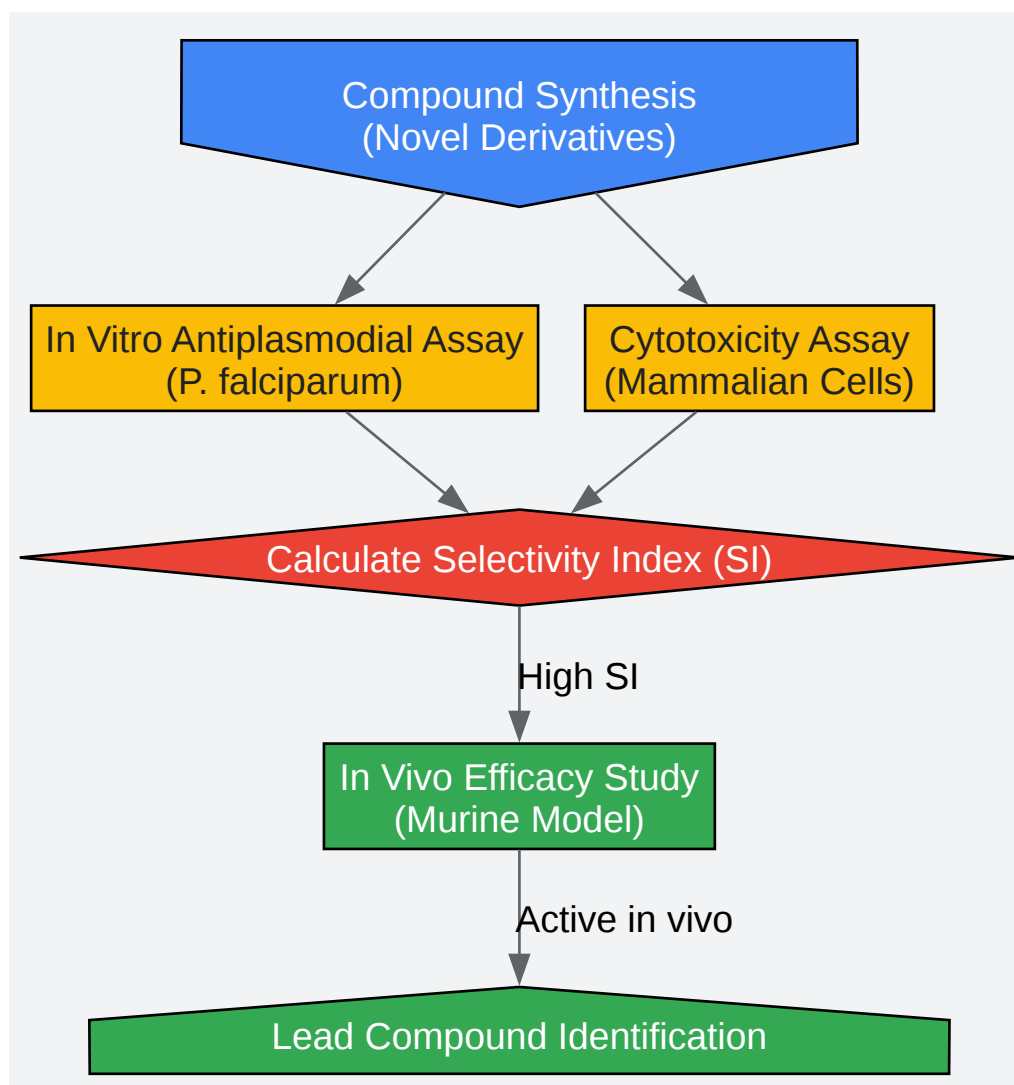 Compound Synthesis
(Novel Derivatives)
In Vitro Antiplasmodial Assay
(P. falciparum)
Cytotoxicity Assay
(Mammalian Cells)
Calculate Selectivity Index (SI)
High SI
In Vivo Efficacy Study
(Murine Model)
Active in vivo
Lead Compound Identification